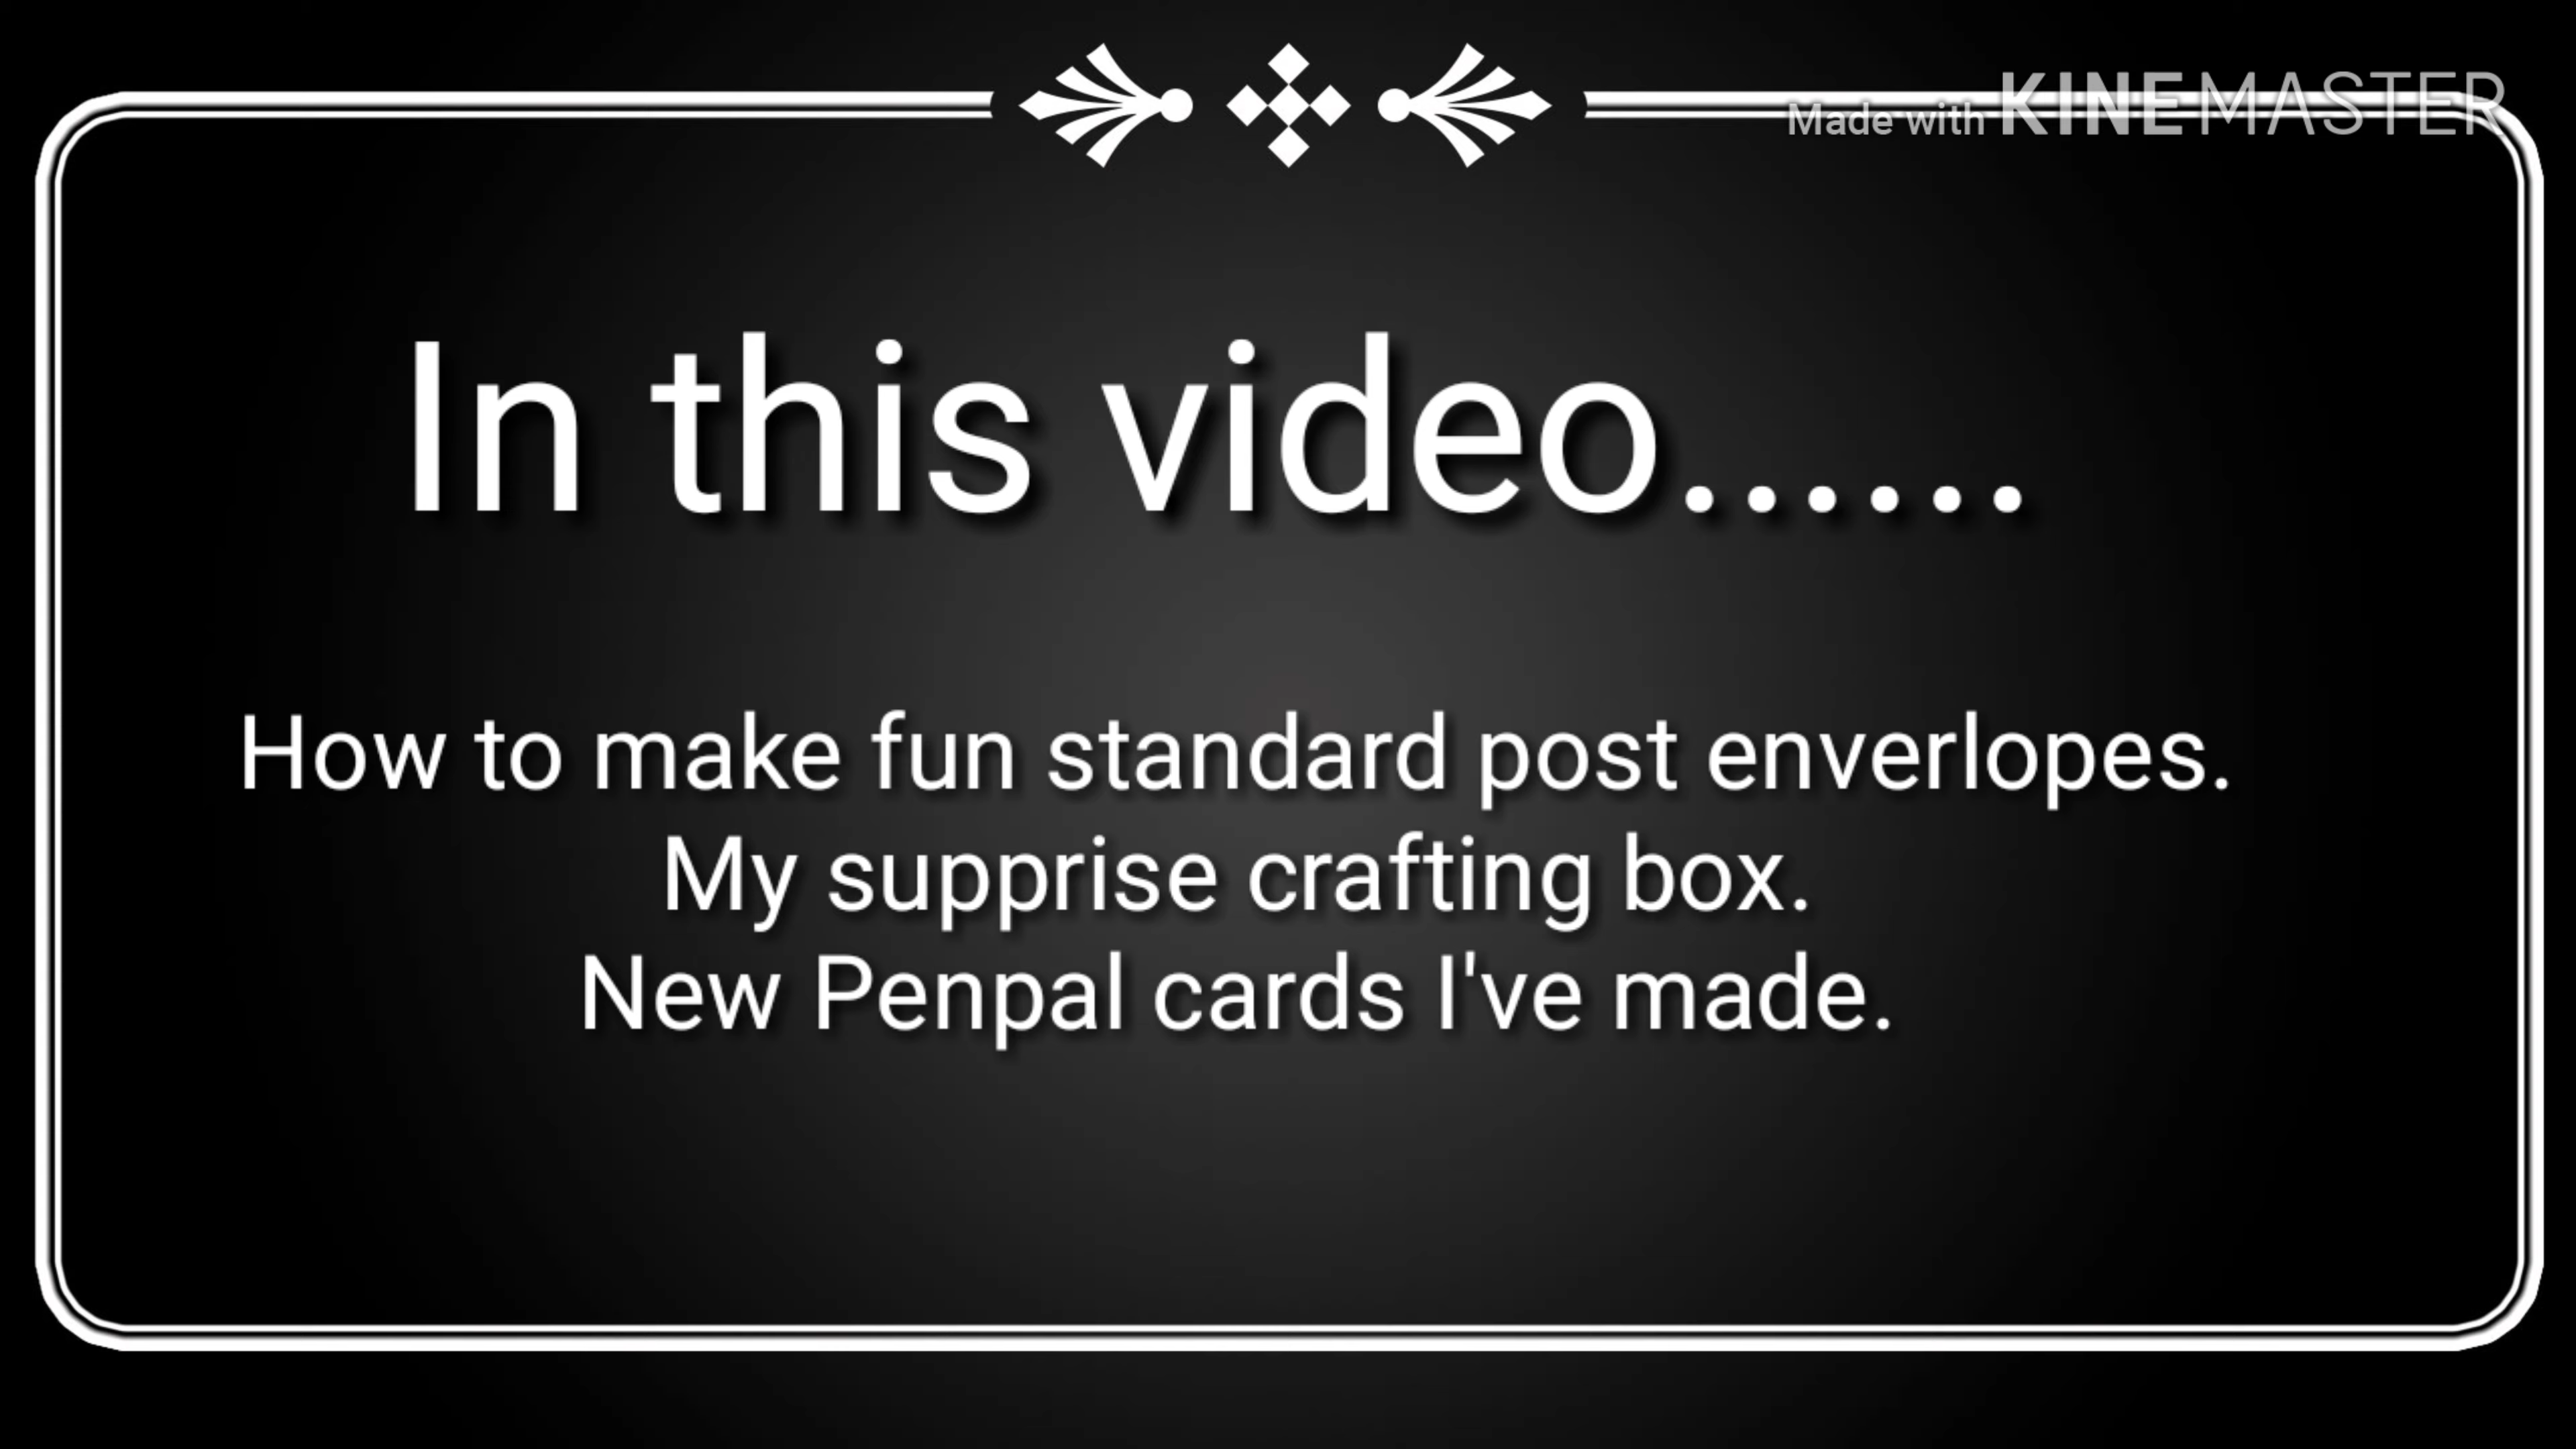 Made with KINEMASTER
In this video......
How to make fun standard post enverlopes.
My supprise crafting box.
New Penpal cards I've made.